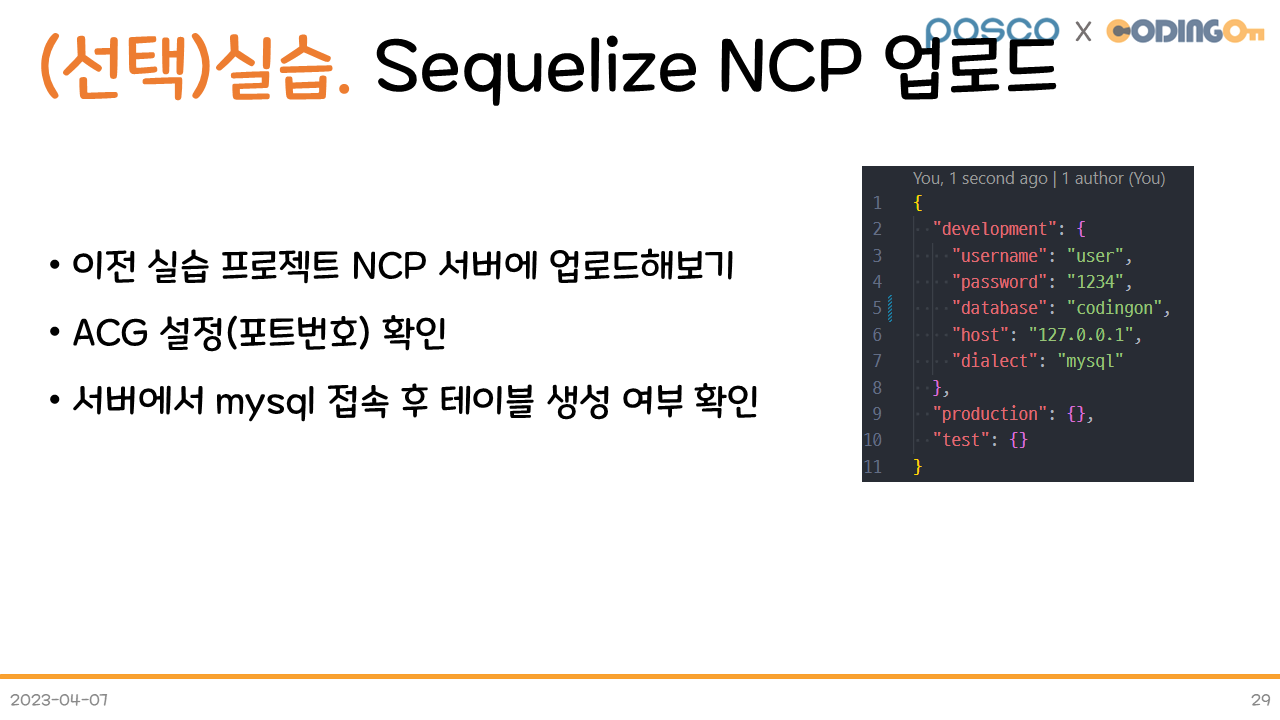 posco X CODINGOn
(선택)실습. Sequelize NCP 업로드
• 이전 실습 프로젝트 NCP 서버에 업로드해보기
• ACG 설정(포트번호) 확인
• 서버에서 mysql 접속 후 테이블 생성 여부 확인
You, 1 second ago | 1 author (You)
1 {
2 "development": {
3 "username": "user",
4 "password": "1234",
5 "database": "codingon",
6 "host": "127.0.0.1",
7 "dialect": "mysql"
8 },
9 "production": {},
10 "test": {}
11 }
2023-04-07
29